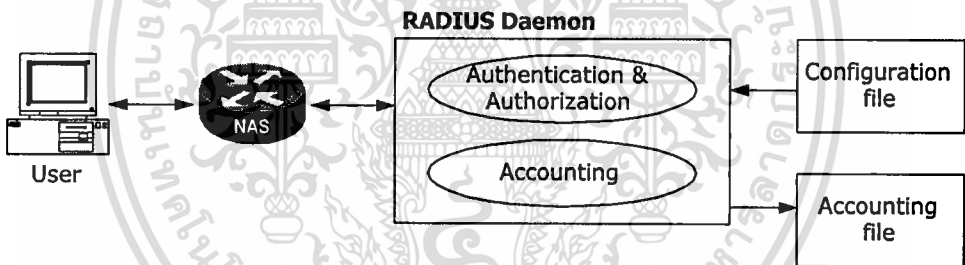 RADIUS Daemon
User
NAS
Authentication &
Authorization
Accounting
Configuration
file
Accounting
file